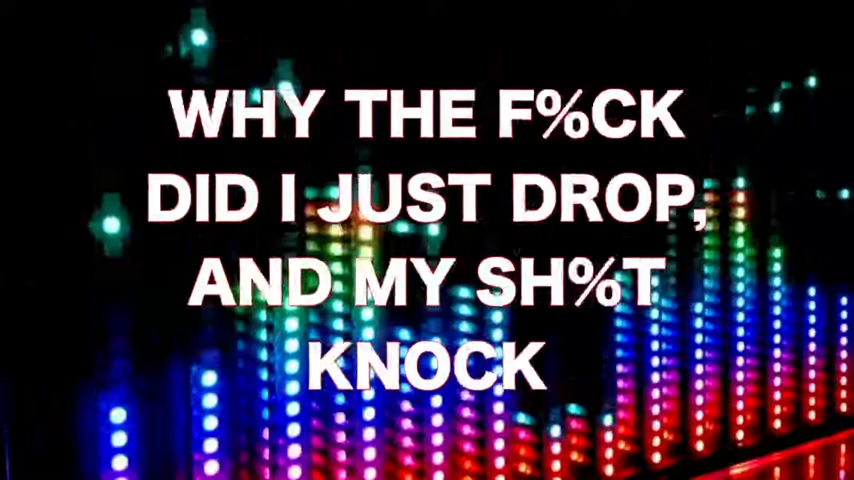 WHY THE F%CK
DID I JUST DROP,
AND MY SH%T
KNOCK